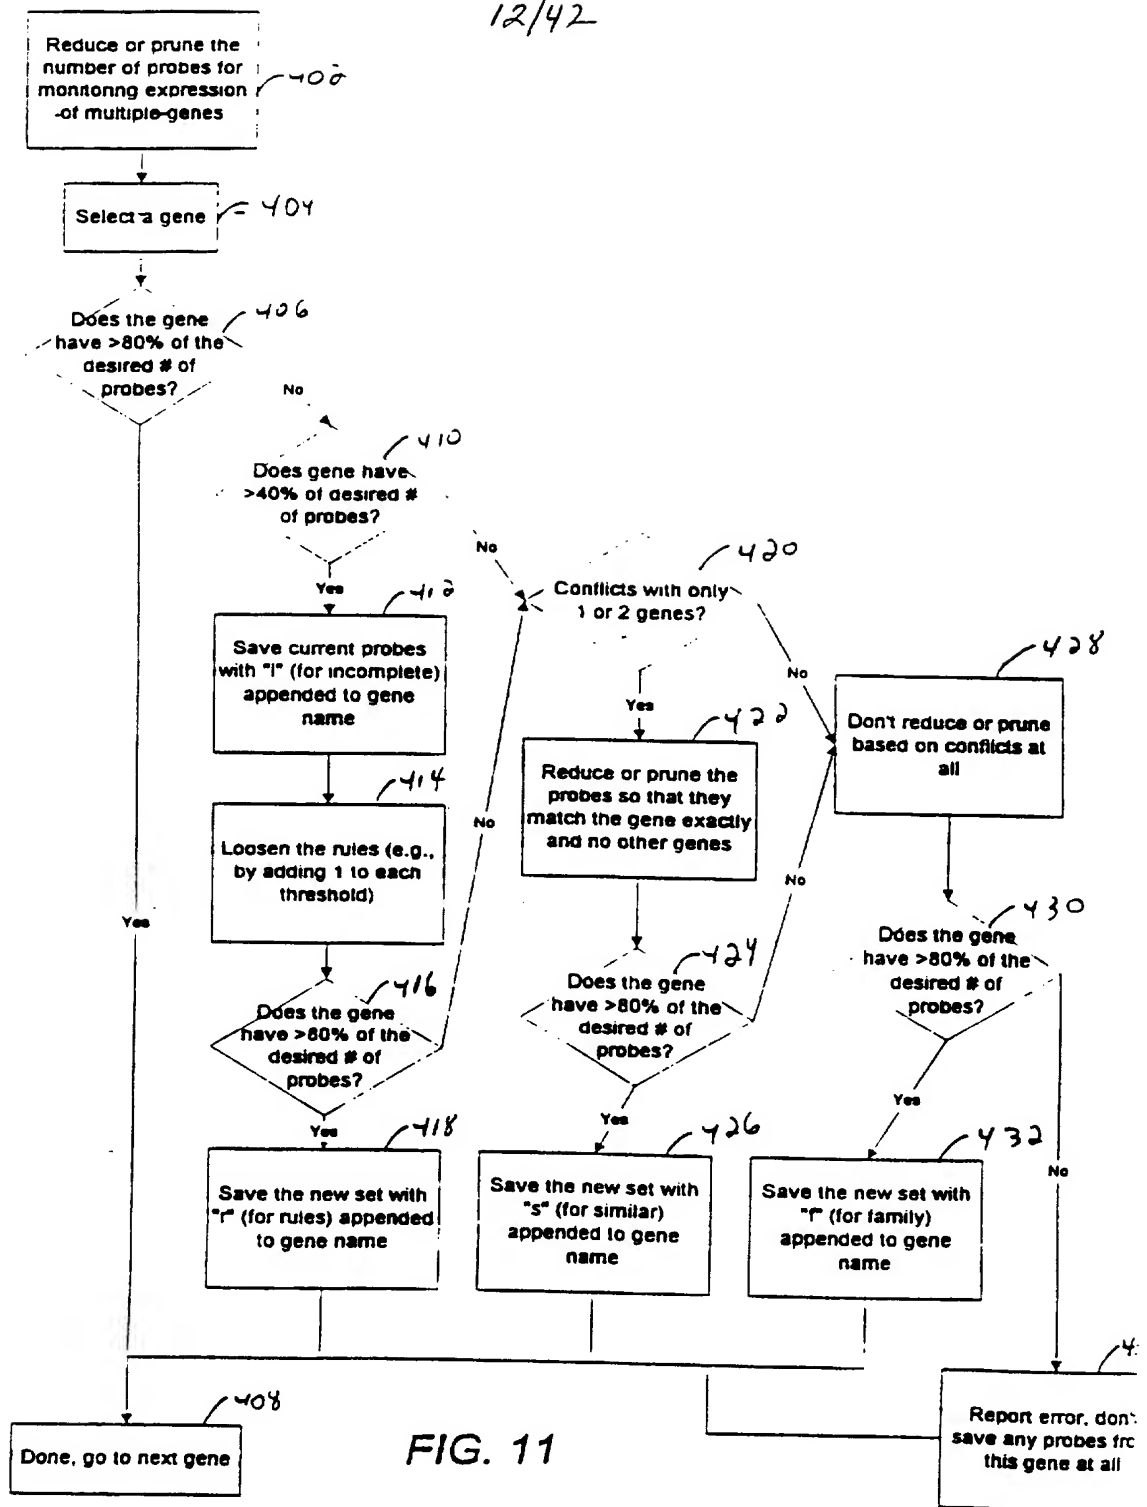 12/42
Reduce or prune the
number of probes for
monitoring expression
of multiple genes
402
Select a gene
404
Does the gene
have >80% of the
desired # of
probes?
406
No
Does gene have
>40% of desired #
of probes?
410
No
Yes
Conflicts with only
1 or 2 genes?
420
Save current probes
with "I" (for incomplete)
appended to gene
name
412
No
Yes
Don't reduce or prune
based on conflicts at
all
428
Reduce or prune the
probes so that they
match the gene exactly
and no other genes
422
Loosen the rules (e.g.,
by adding 1 to each
threshold)
414
No
No
Yes
Does the gene
have >80% of the
desired # of
probes?
430
Does the gene
have >80% of the
desired # of
probes?
424
Does the gene
have >80% of the
desired # of
probes?
416
Yes
Yes
Yes
No
Save the new set with
"r" (for rules) appended
to gene name
418
Save the new set with
"s" (for similar)
appended to gene
name
426
Save the new set with
"f" (for family)
appended to gene
name
432
Report error, don't
save any probes
this gene at all
Done, go to next gene
408
FIG. 11